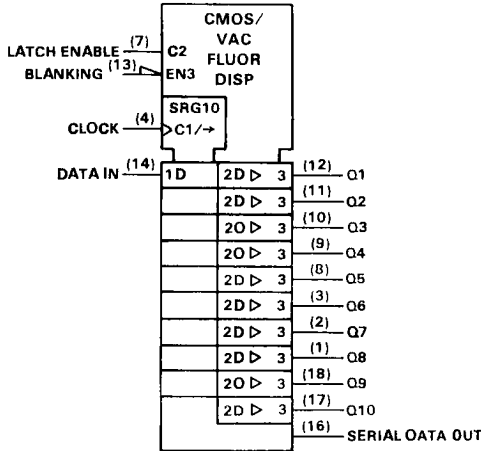 CMOS/
VAC
FLUOR
DISP
LATCH ENABLE (7) C2
BLANKING (13) EN3
SRG10
CLOCK (4) C1/→
DATA IN (14) 1D 2D ▷ 3 (12) Q1
2D ▷ 3 (11) Q2
2O ▷ 3 (10) Q3
2O ▷ 3 (9) Q4
2D ▷ 3 (8) Q5
2D ▷ 3 (3) Q6
2D ▷ 3 (2) Q7
2D ▷ 3 (1) Q8
2O ▷ 3 (18) Q9
2D ▷ 3 (17) Q10
(16) SERIAL OATA OUT